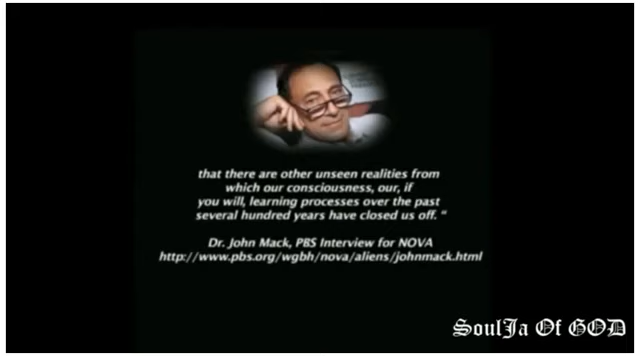 that there are other unseen realities from
which our consciousness, our, if
you will, learning processes over the past
several hundred years have closed us off. "
Dr. John Mack, PBS Interview for NOVA
http://www.pbs.org/wgbh/nova/aliens/johnmack.html
SoulJa Of GOD